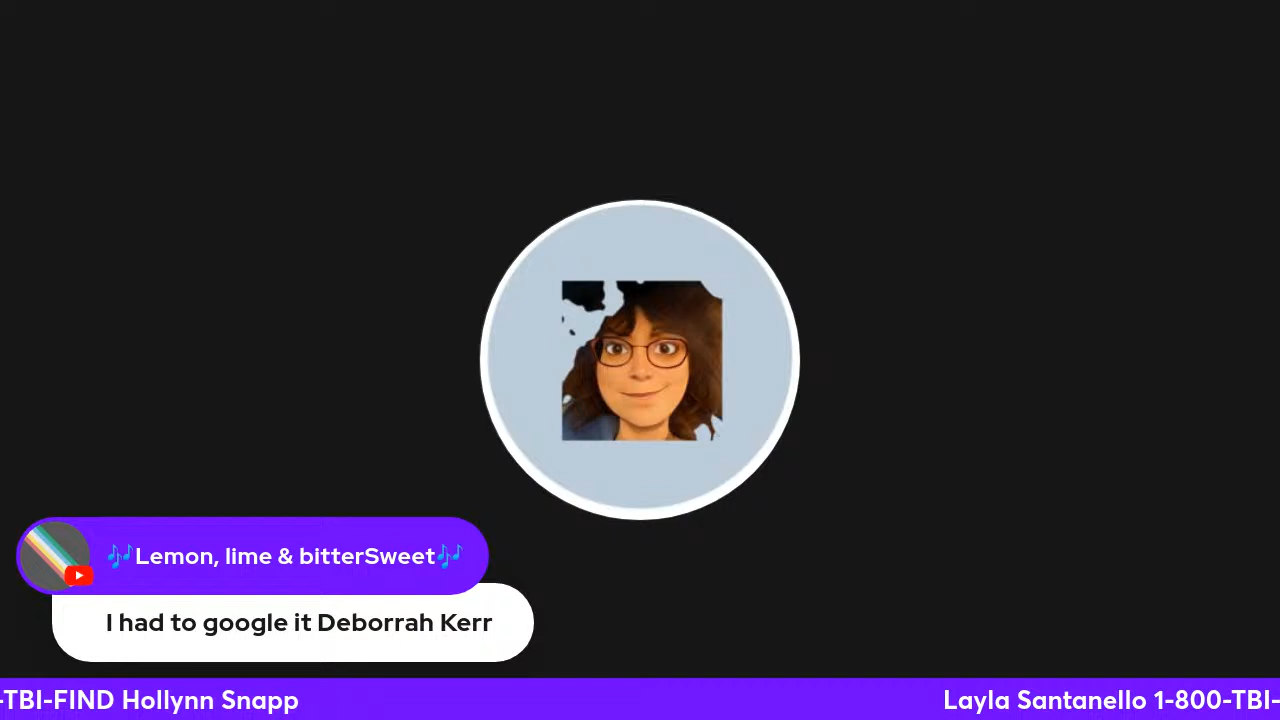 🎶Lemon, lime & bitterSweet🎶
I had to google it Deborrah Kerr
-TBI-FIND Hollynn Snapp Layla Santanello 1-800-TBI-